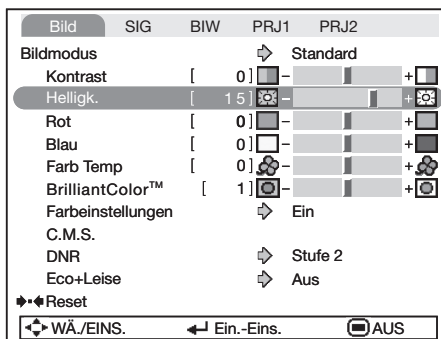 Bild SIG BIW PRJ1 PRJ2
Bildmodus Standard
Kontrast [ 0] - +
Helligk. [ 15] - +
Rot [ 0] - +
Blau [ 0] - +
Farb Temp [ 0] - +
BrilliantColor™ [ 1] - +
Farbeinstellungen Ein
C.M.S.
DNR Stufe 2
Eco+Leise Aus
Reset
WÄ./EINS. Ein.-Eins. AUS